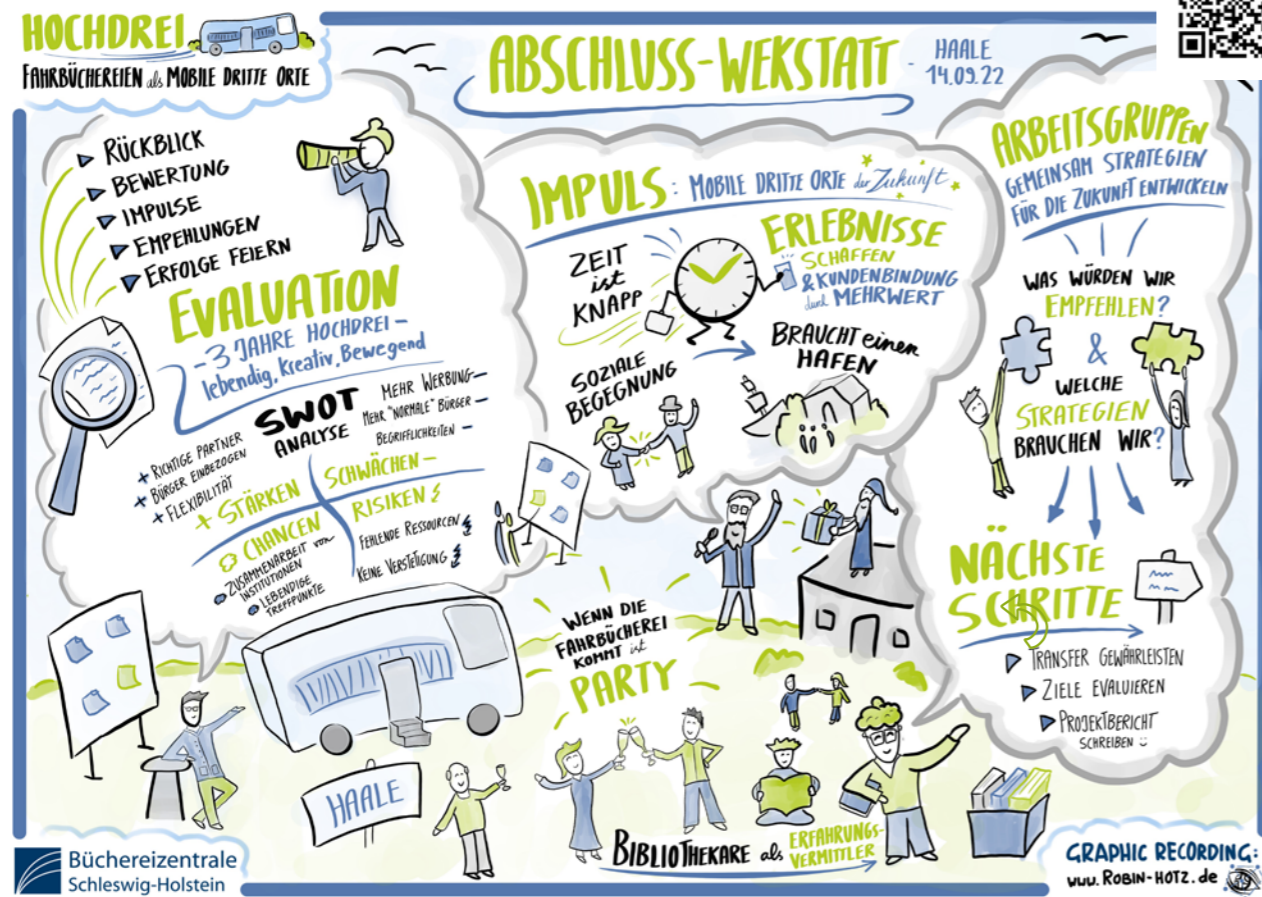 HOCHDREI
FAHRBÜCHEREIEN als MOBILE DRITTE ORTE
ABSCHLUSS-WEKSTATT
- HAALE
14.09.22
RÜCKBLICK
BEWERTUNG
IMPULSE
EMPEHLUNGEN
ERFOLGE FEIERN
EVALUATION
- 3 JAHRE HOCHDREI -
lebendig, Kreativ, Bewegend
SWOT
ANALYSE
+ RICHTIGE PARTNER
+ BÜRGER EINBEZOGEN
+ FLEXIBILITÄT
+ STÄRKEN
MEHR WERBUNG -
MEHR "NORMALE" BÜRGER -
BEGRIFFLICHKEITEN -
SCHWÄCHEN -
CHANCEN
ZUSAMMENARBEIT von
INSTITUTIONEN
LEBENDIGE
TREFFPUNKTE
RISIKEN
FEHLENDE RESSOURCEN
KEINE VERSTETIGUNG
IMPULS: MOBILE DRITTE ORTE der Zukunft
ZEIT
ist
KNAPP
ERLEBNISSE
SCHAFFEN
& KUNDENBINDUNG
durch MEHRWERT
SOZIALE
BEGEGNUNG
BRAUCHT einen
HAFEN
ARBEITSGRUPPEN
GEMEINSAM STRATEGIEN
FÜR DIE ZUKUNFT ENTWICKELN
WAS WÜRDEN WIR
EMPFEHLEN?
&
WELCHE
STRATEGIEN
BRAUCHEN WIR?
NÄCHSTE
SCHRITTE
TRANSFER GEWÄHRLEISTEN
ZIELE EVALUIEREN
PROJEKTBERICHT
SCHREIBEN
WENN DIE
FAHRBÜCHEREI
KOMMT ist
PARTY
HAALE
BIBLIOTHEKARE als ERFAHRUNGS-
VERMITTLER
Büchereizentrale
Schleswig-Holstein
GRAPHIC RECORDING:
www.ROBIN-HOTZ.de